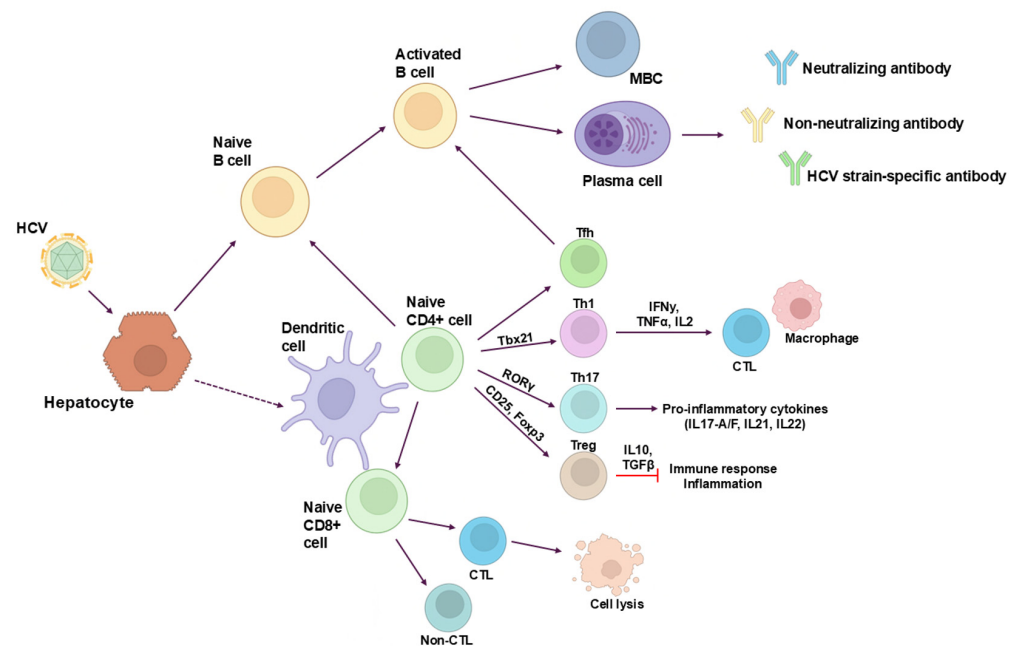 Activated
B cell
MBC
Neutralizing antibody
Naive
B cell
Non-neutralizing antibody
Plasma cell
HCV strain-specific antibody
HCV
Tfh
Naive
CD4+ cell
Th1
IFNy,
TNFα, IL2
Dendritic
cell
Tbx21
Macrophage
CTL
Hepatocyte
RORγ
Th17
Pro-inflammatory cytokines
(IL17-A/F, IL21, IL22)
CD25, Foxp3
Treg
IL10,
TGFβ
Immune response
Inflammation
Naive
CD8+
cell
CTL
Cell lysis
Non-CTL